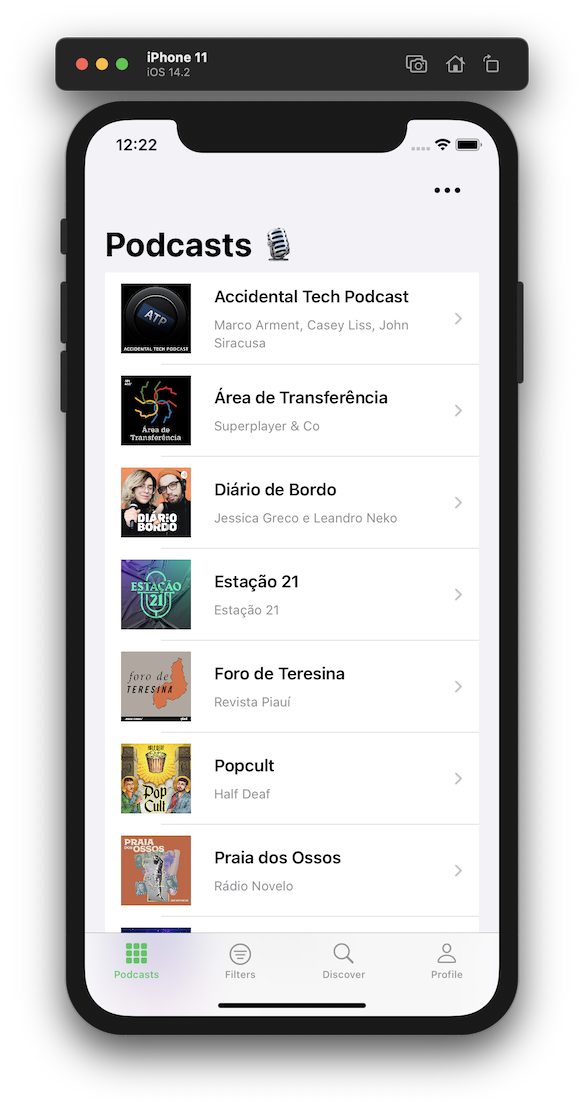 iPhone 11
iOS 14.2
12:22
Podcasts
ATP
ACCIDENTAL TECH PODCAST
Accidental Tech Podcast
Marco Arment, Casey Liss, John
Siracusa
Área de
Transferência
Área de Transferência
Superplayer & Co
DIÁRIO
BORDO
Diário de Bordo
Jessica Greco e Leandro Neko
ESTAÇÃO
21
Estação 21
Estação 21
foro de
TERESINA
Foro de Teresina
Revista Piauí
Pop
Cult
Popcult
Half Deaf
PRAIA
DOS OSSOS
Praia dos Ossos
Rádio Novelo
Podcasts
Filters
Discover
Profile